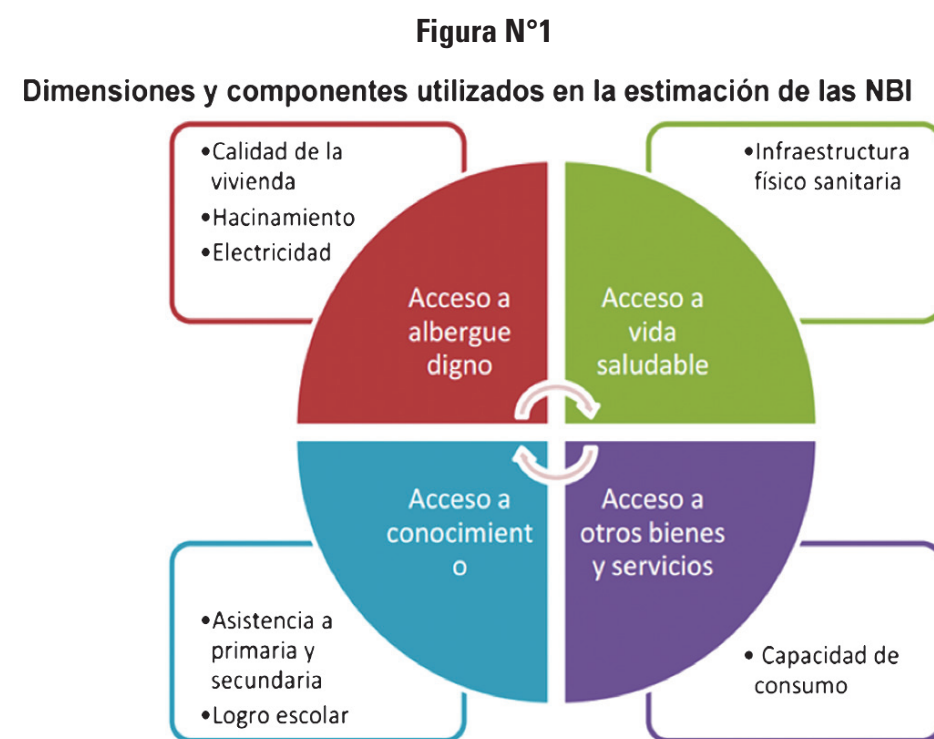 Figura N°1
Dimensiones y componentes utilizados en la estimación de las NBI
•Calidad de la
vivienda
•Hacinamiento
•Electricidad
•Infraestructura
físico sanitaria
Acceso a
albergue
digno
Acceso a
vida
saludable
Acceso a
conocimient
o
Acceso a
otros bienes
y servicios
•Asistencia a
primaria y
secundaria
•Logro escolar
• Capacidad de
consumo